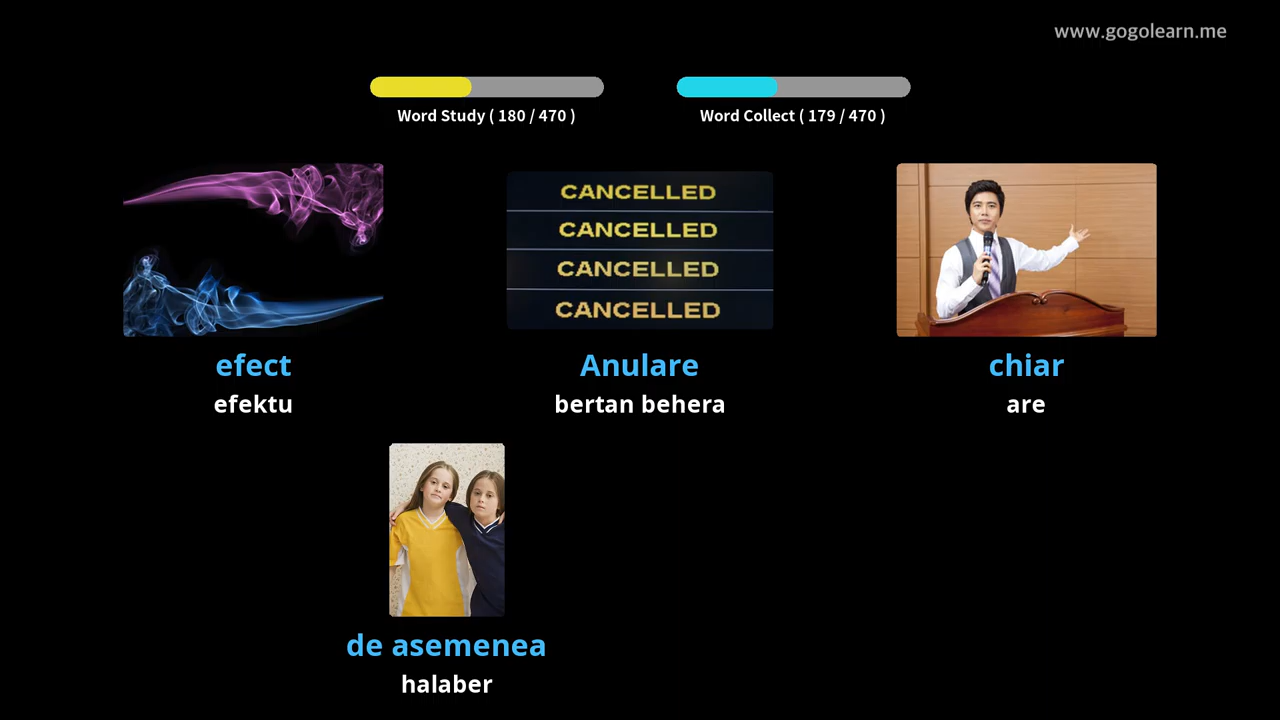 www.gogolearn.me
Word Study ( 180 / 470 )
Word Collect ( 179 / 470 )
CANCELLED
CANCELLED
CANCELLED
CANCELLED
efect
efektu
Anulare
bertan behera
chiar
are
de asemenea
halaber